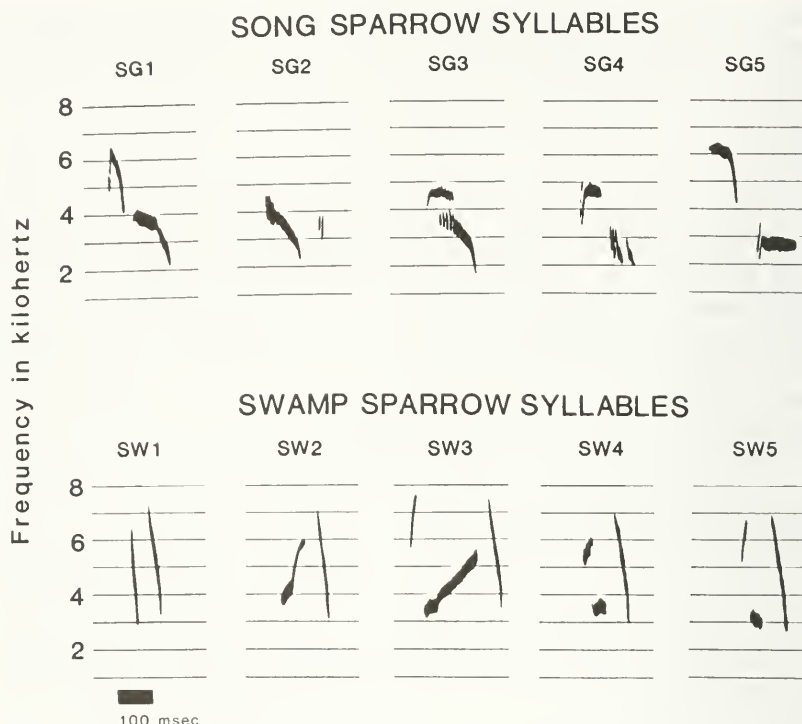 SONG SPARROW SYLLABLES
SG1 SG2 SG3 SG4 SG5
8
6
4
2
Frequency in kilohertz
SWAMP SPARROW SYLLABLES
SW1 SW2 SW3 SW4 SW5
8
6
4
2
100 msec